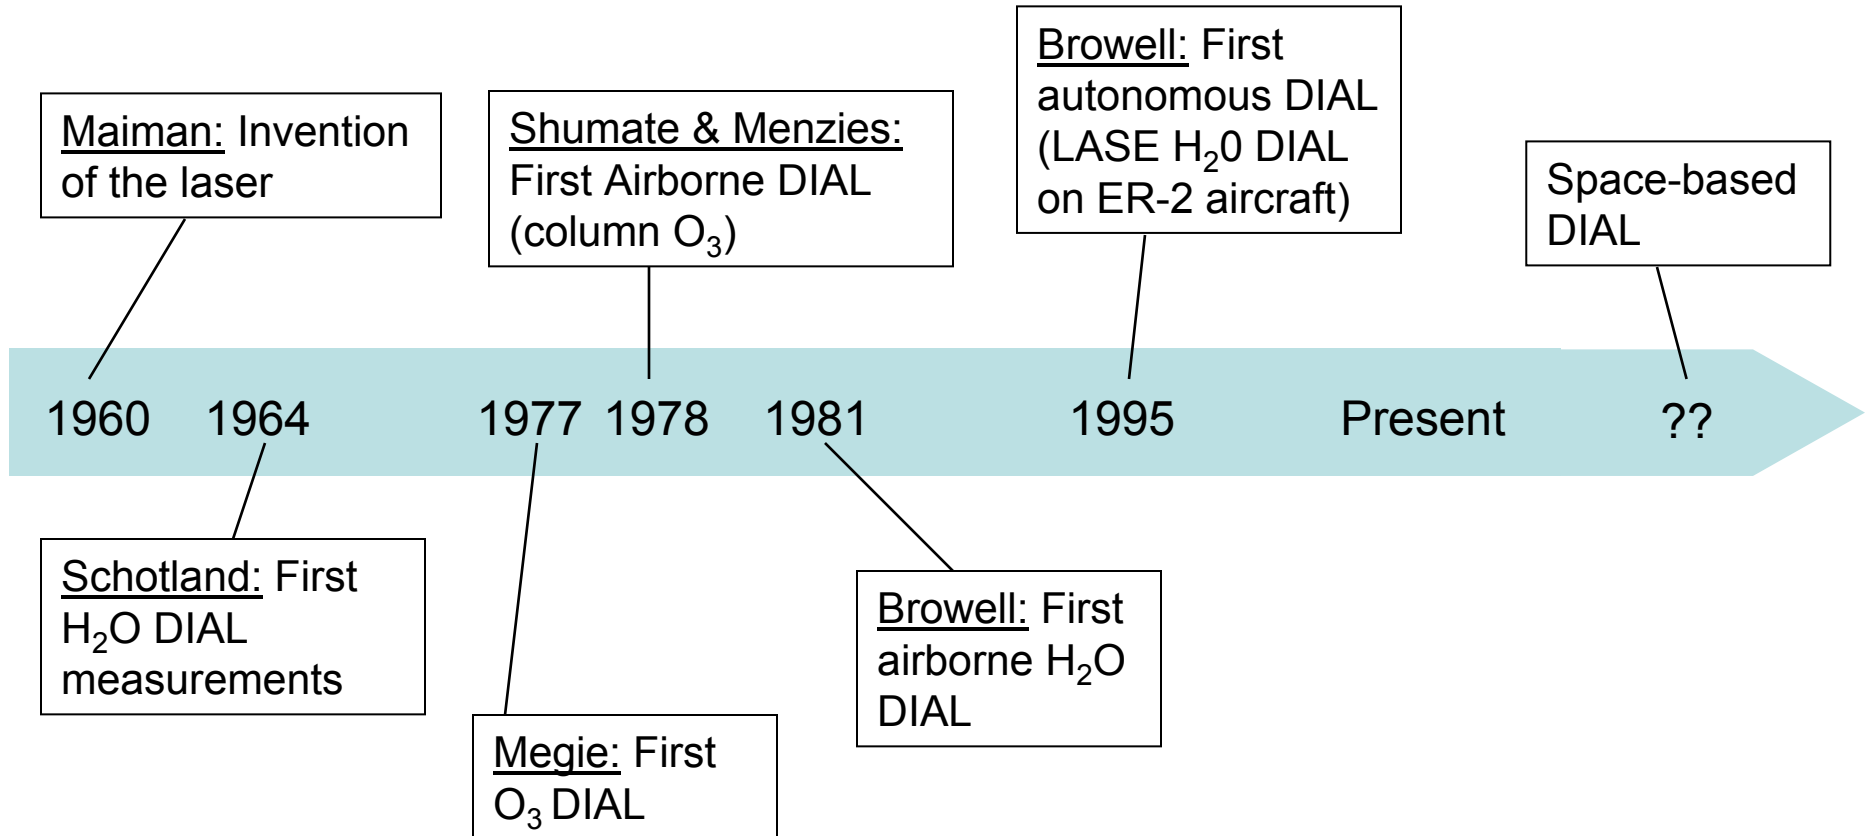 Maiman: Invention
of the laser
Shumate & Menzies:
First Airborne DIAL
(column O₃)
Browell: First
autonomous DIAL
(LASE H₂0 DIAL
on ER-2 aircraft)
Space-based
DIAL
1960 1964 1977 1978 1981 1995 Present ??
Schotland: First
H₂O DIAL
measurements
Megie: First
O₃ DIAL
Browell: First
airborne H₂O
DIAL